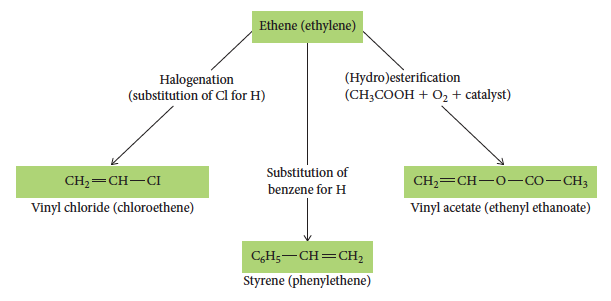 Ethene (ethylene)
Halogenation
(substitution of Cl for H)
(Hydro)esterification
(CH₃COOH + O₂ + catalyst)
Substitution of
benzene for H
CH₂=CH—CI
Vinyl chloride (chloroethene)
CH₂=CH—O—CO—CH₃
Vinyl acetate (ethenyl ethanoate)
C₆H₅—CH=CH₂
Styrene (phenylethene)